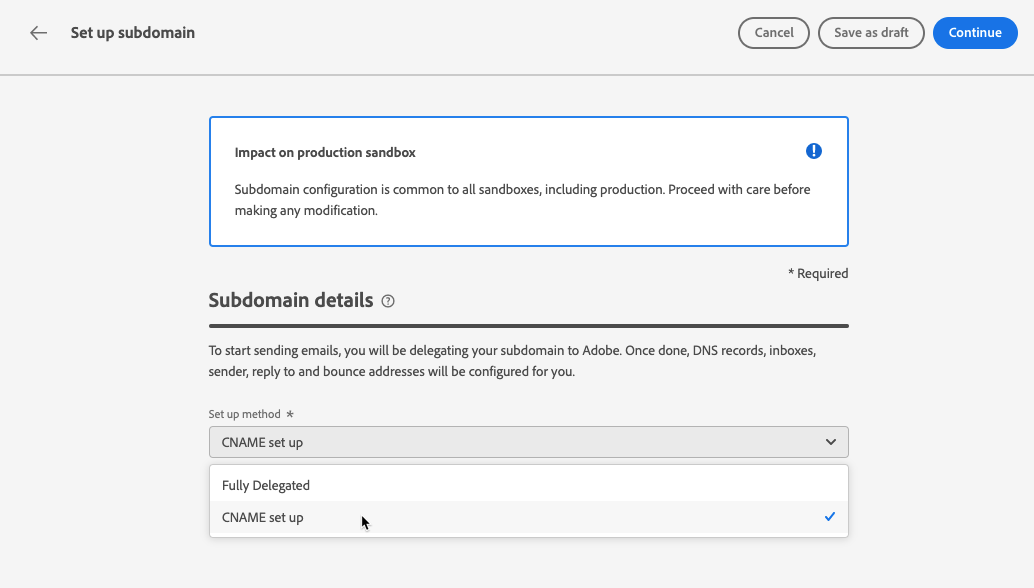 Set up subdomain
Cancel
Save as draft
Continue
Impact on production sandbox
Subdomain configuration is common to all sandboxes, including production. Proceed with care before
making any modification.
* Required
Subdomain details
To start sending emails, you will be delegating your subdomain to Adobe. Once done, DNS records, inboxes,
sender, reply to and bounce addresses will be configured for you.
Set up method *
CNAME set up
Fully Delegated
CNAME set up